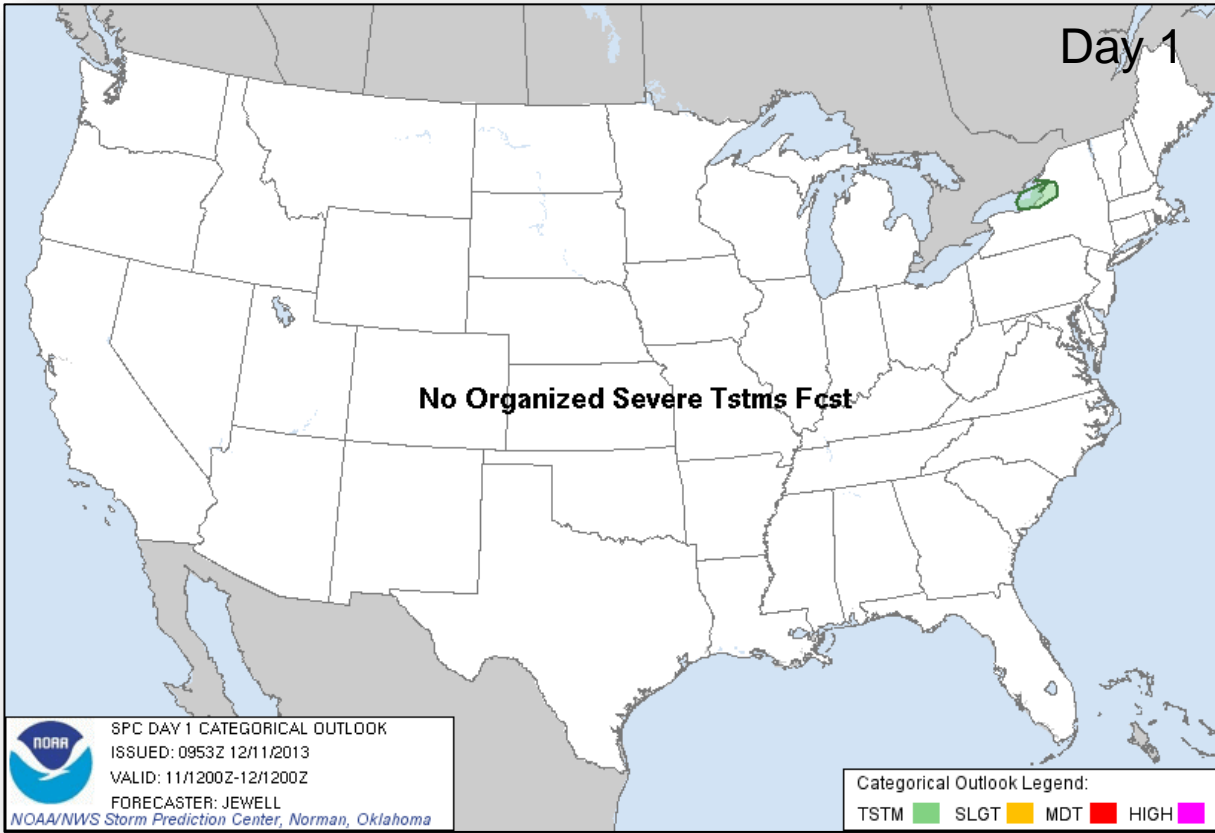 Day 1
No Organized Severe Tstms Fcst
NOAA
SPC DAY 1 CATEGORICAL OUTLOOK
ISSUED: 0953Z 12/11/2013
VALID: 11/1200Z-12/1200Z
FORECASTER: JEWELL
NOAA/NWS Storm Prediction Center, Norman, Oklahoma
Categorical Outlook Legend:
TSTM SLGT MDT HIGH